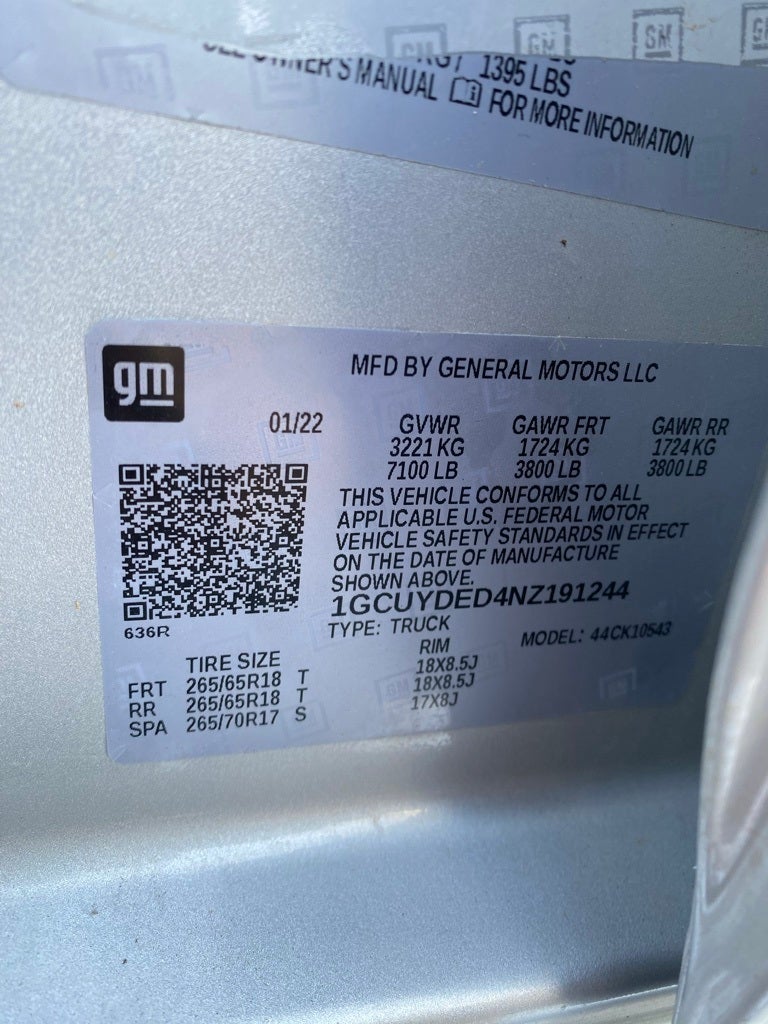 1395 LBS
OWNER'S MANUAL FOR MORE INFORMATION
gm
MFD BY GENERAL MOTORS LLC
01/22 GVWR GAWR FRT GAWR RR
3221 KG 1724 KG 1724 KG
7100 LB 3800 LB 3800 LB
THIS VEHICLE CONFORMS TO ALL
APPLICABLE U.S. FEDERAL MOTOR
VEHICLE SAFETY STANDARDS IN EFFECT
ON THE DATE OF MANUFACTURE
SHOWN ABOVE.
1GCUYDED4NZ191244
636R
TYPE: TRUCK MODEL: 44CK10543
TIRE SIZE RIM
FRT 265/65R18 T 18X8.5J
RR 265/65R18 T 18X8.5J
SPA 265/70R17 S 17X8J